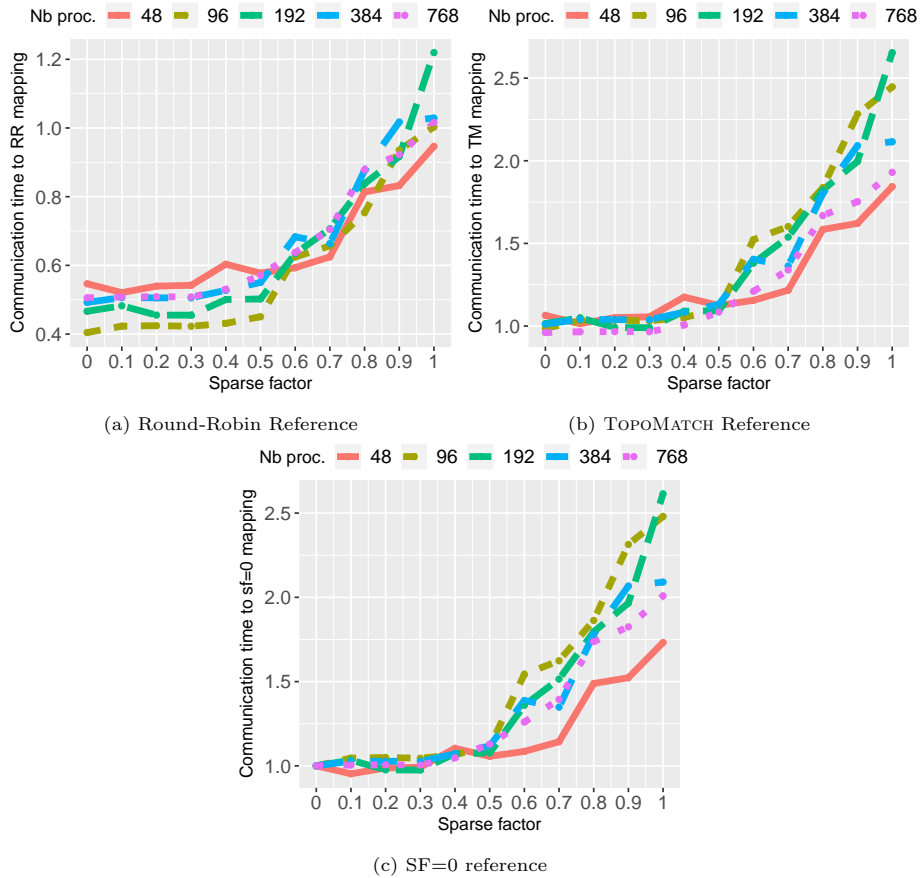 Nb proc. 48 96 192 384 768
Communication time to RR mapping
1.2
1.0
0.8
0.6
0.4
0 0.1 0.2 0.3 0.4 0.5 0.6 0.7 0.8 0.9 1
Sparse factor
(a) Round-Robin Reference
Nb proc. 48 96 192 384 768
Communication time to TM mapping
2.5
2.0
1.5
1.0
0 0.1 0.2 0.3 0.4 0.5 0.6 0.7 0.8 0.9 1
Sparse factor
(b) TOPOMATCH Reference
Nb proc. 48 96 192 384 768
Communication time to sf=0 mapping
2.5
2.0
1.5
1.0
0 0.1 0.2 0.3 0.4 0.5 0.6 0.7 0.8 0.9 1
Sparse factor
(c) SF=0 reference